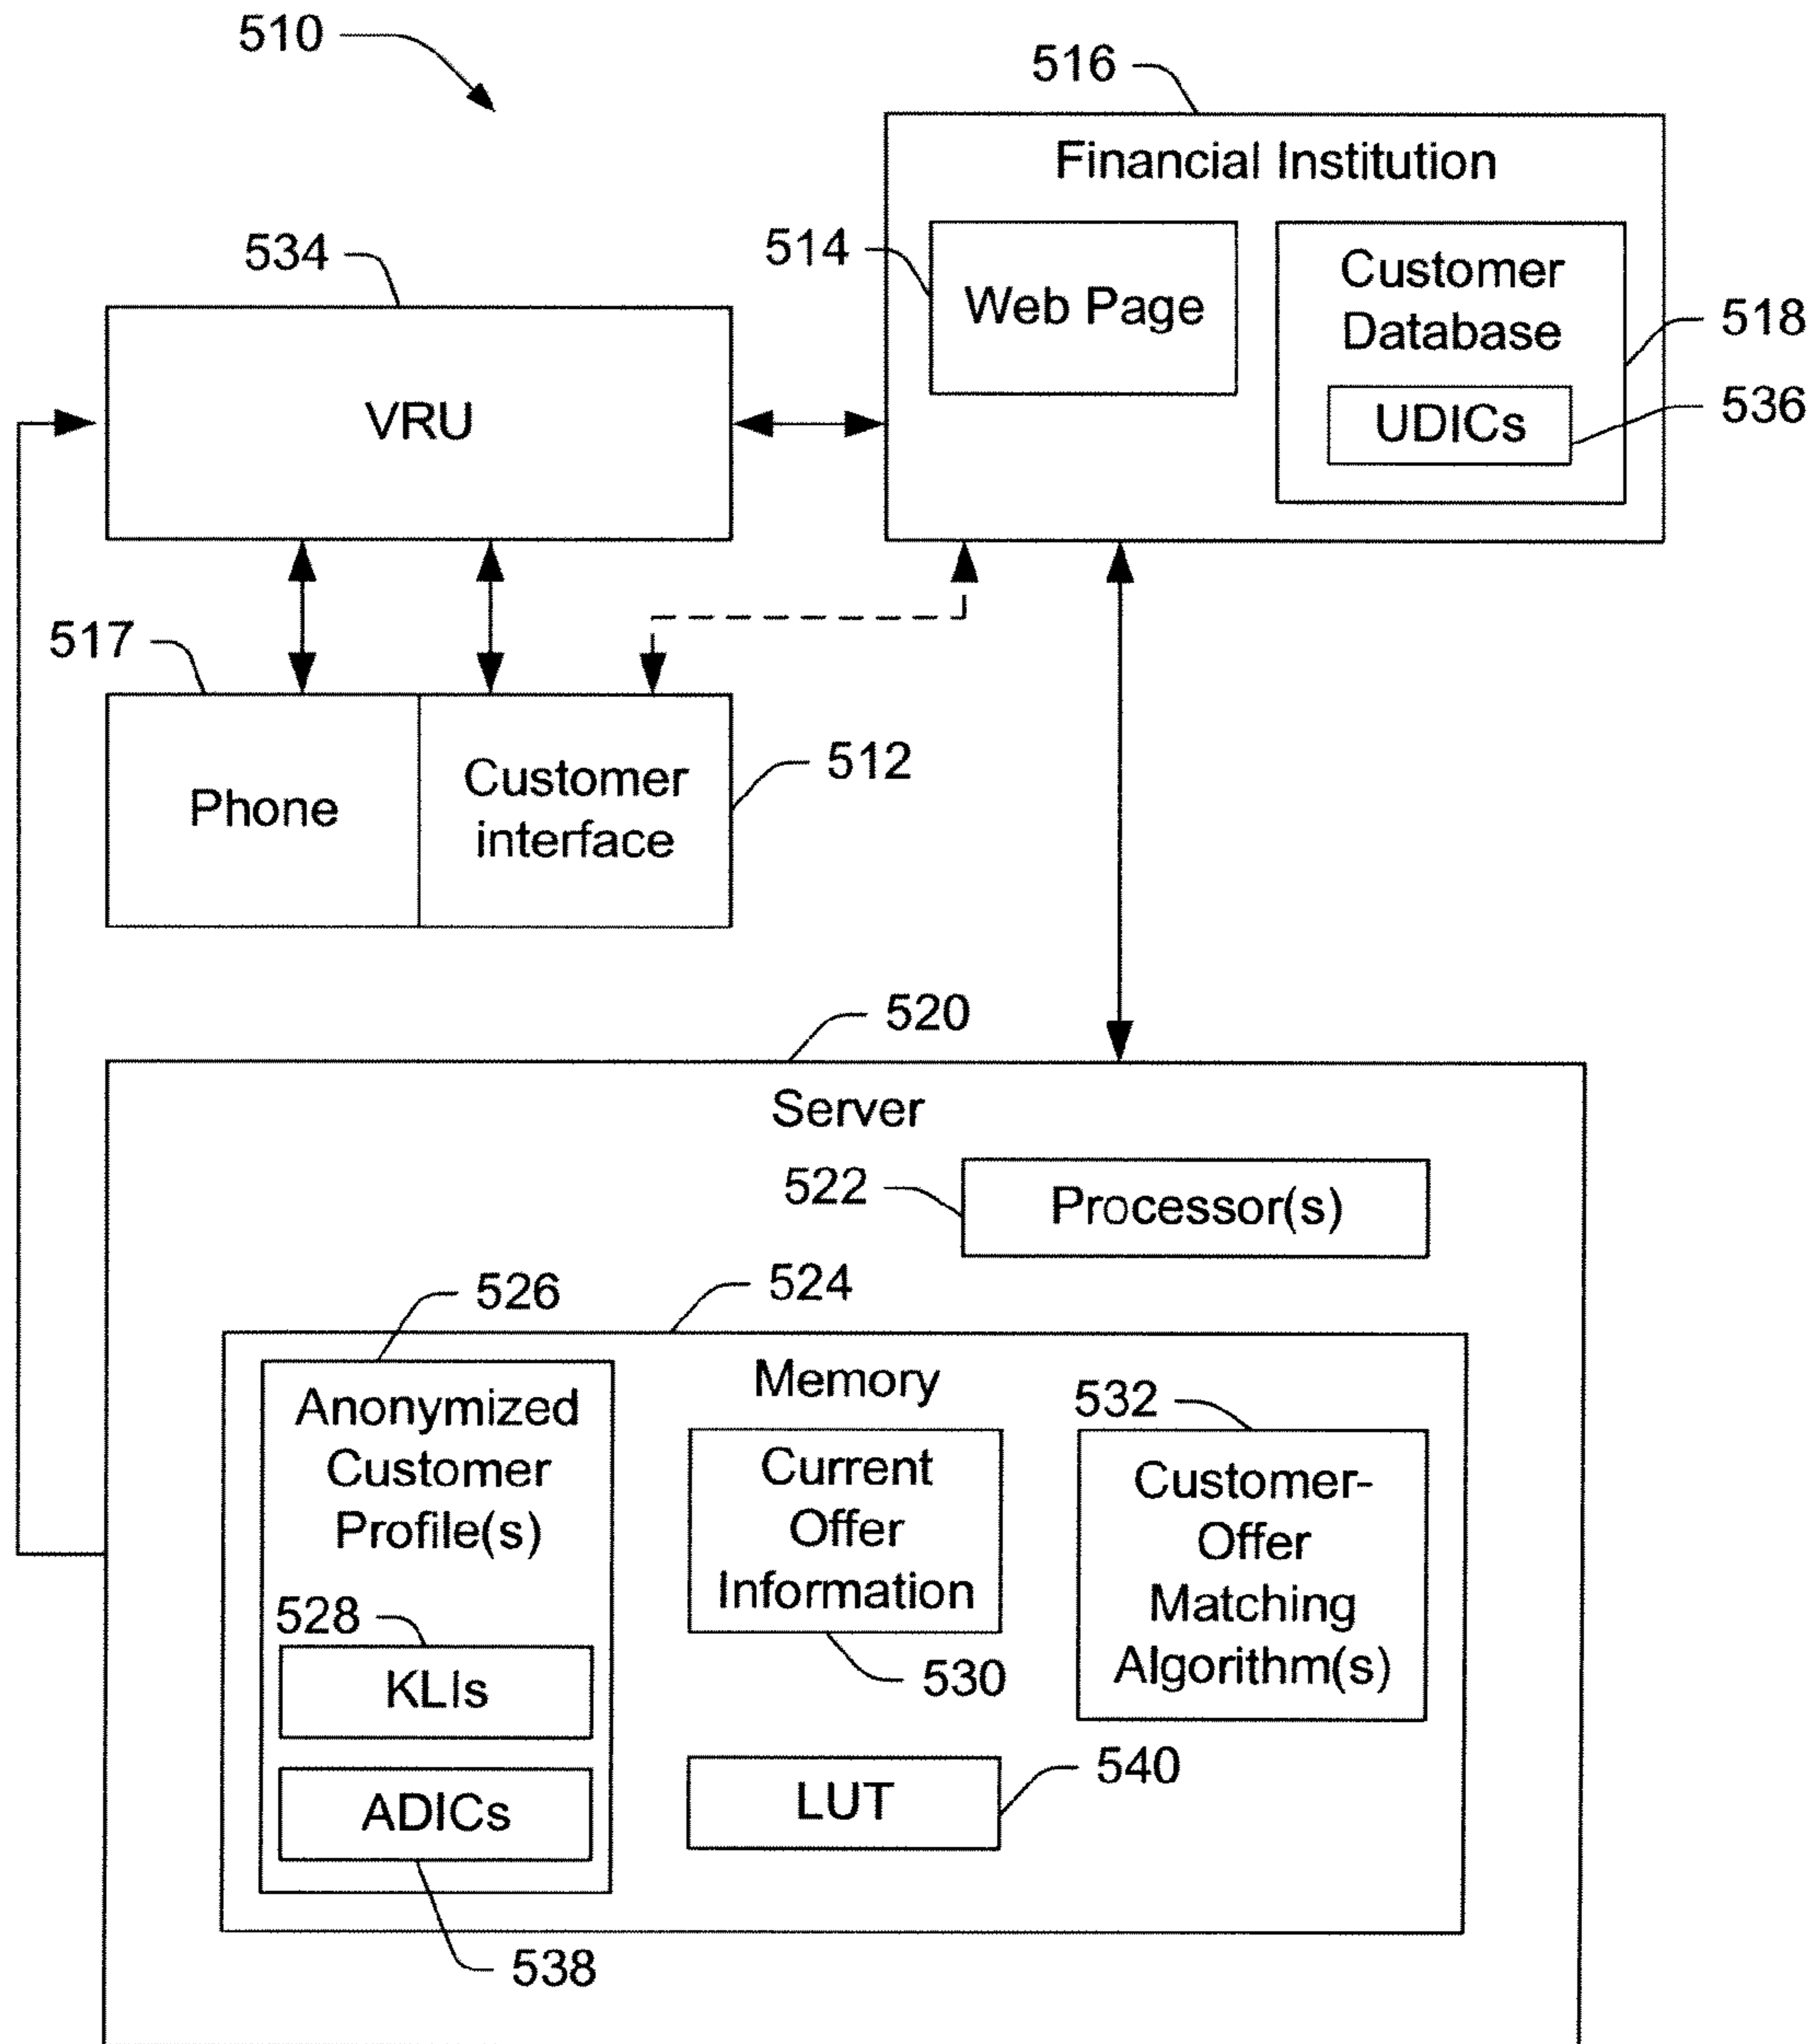 510
516
Financial Institution
534
514
Web Page
Customer
Database
518
UDICs
536
VRU
517
Phone
Customer
interface
512
520
Server
522
Processor(s)
526
524
Memory
Anonymized
Customer
Profile(s)
528
KLIs
ADICs
538
Current
Offer
Information
530
LUT
540
532
Customer-
Offer
Matching
Algorithm(s)